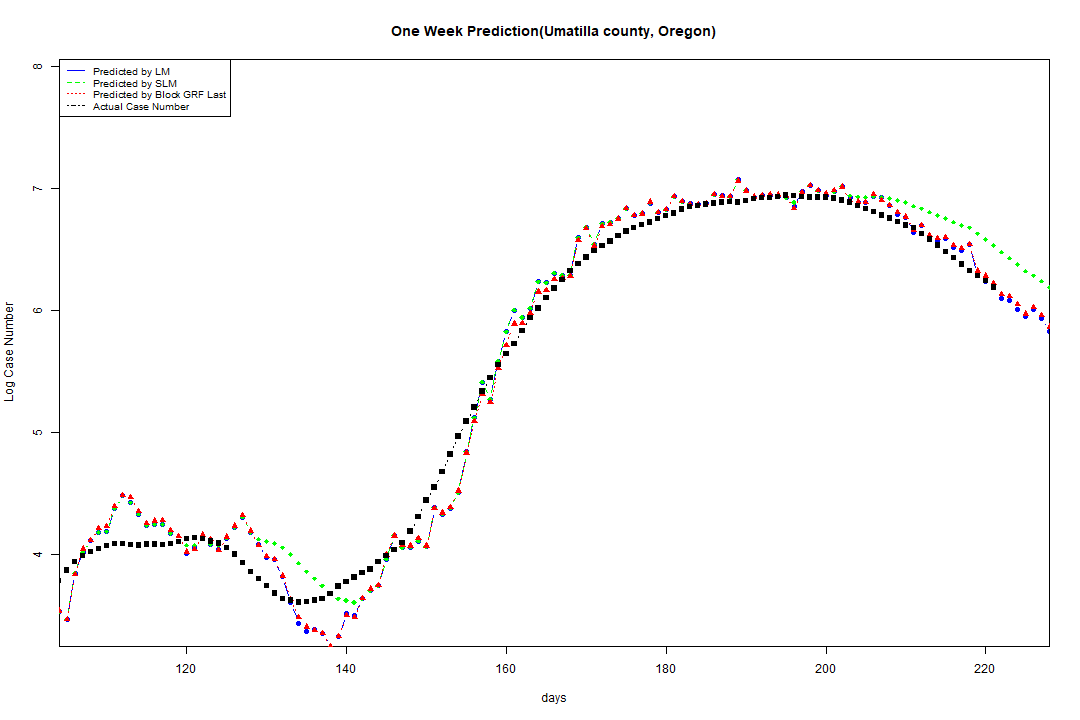 One Week Prediction(Umatilla county, Oregon)
Predicted by LM
Predicted by SLM
Predicted by Block GRF Last
Actual Case Number
8
7
6
5
4
Log Case Number
120 140 160 180 200 220
days